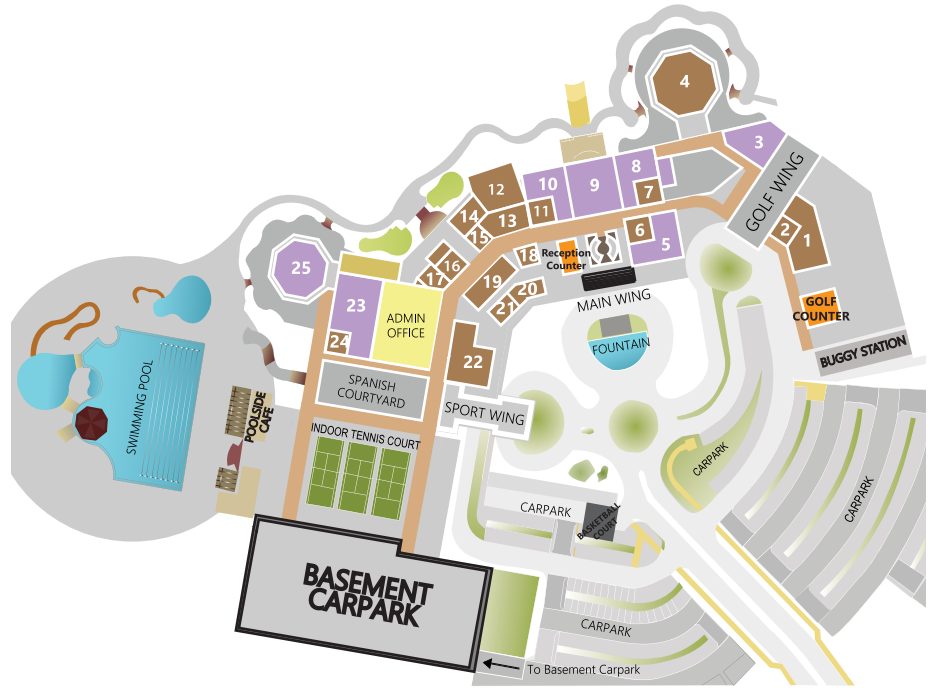 4
3
GOLF WING
8
7
9
10
11
12
13
14
15
16
17
18
19
20
21
6
5
2
1
Reception
Counter
MAIN WING
GOLF
COUNTER
BUGGY STATION
FOUNTAIN
25
23
24
ADMIN
OFFICE
22
SPANISH
COURTYARD
SPORT WING
SWIMMING POOL
POOLSIDE
CAFE
INDOOR TENNIS COURT
CARPARK
CARPARK
CARPARK
BASKETBALL
COURT
BASEMENT
CARPARK
CARPARK
To Basement Carpark